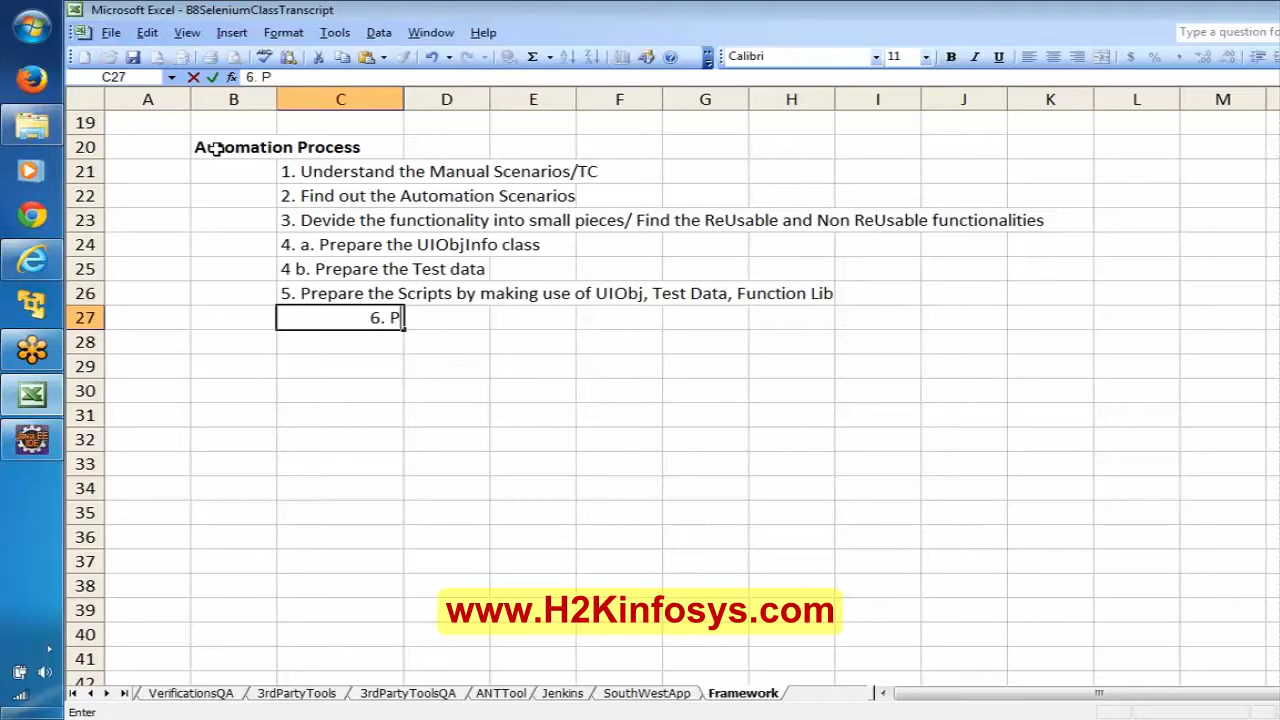 Microsoft Excel - B8SeleniumClassTranscript
File Edit View Insert Format Tools Data Window Help Type a question fo
Calibri 11 B I U $ %
C27 fx 6. P
A B C D E F G H I J K L M
19
20 Automation Process
21 1. Understand the Manual Scenarios/TC
22 2. Find out the Automation Scenarios
23 3. Devide the functionality into small pieces/ Find the ReUsable and Non ReUsable functionalities
24 4. a. Prepare the UIObjInfo class
25 4 b. Prepare the Test data
26 5. Prepare the Scripts by making use of UIObj, Test Data, Function Lib
27 6. P
28
29
30
31
32
33
34
35
36
37
38
39
40
41
42
www.H2Kinfosys.com
VerificationsQA 3rdPartyTools 3rdPartyToolsQA ANTTool Jenkins SouthWestApp Framework
Enter